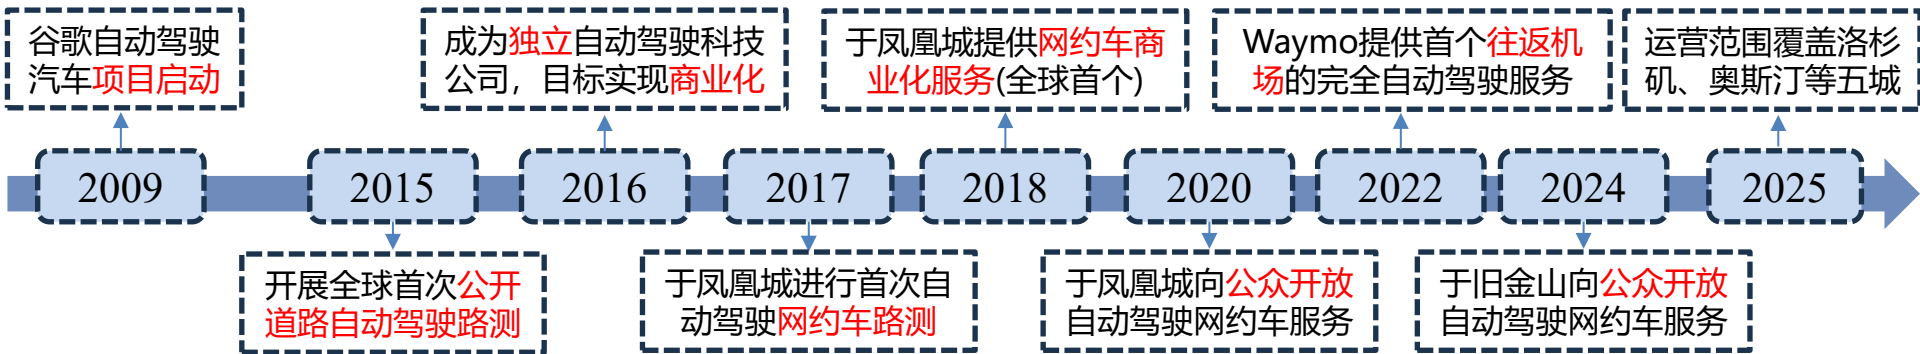 谷歌自动驾驶
汽车项目启动
成为独立自动驾驶科技
公司，目标实现商业化
于凤凰城提供网约车商
业化服务(全球首个)
Waymo提供首个往返机
场的完全自动驾驶服务
运营范围覆盖洛杉
矶、奥斯汀等五城
2009
2015
2016
2017
2018
2020
2022
2024
2025
开展全球首次公开
道路自动驾驶路测
于凤凰城进行首次自
动驾驶网约车路测
于凤凰城向公众开放
自动驾驶网约车服务
于旧金山向公众开放
自动驾驶网约车服务